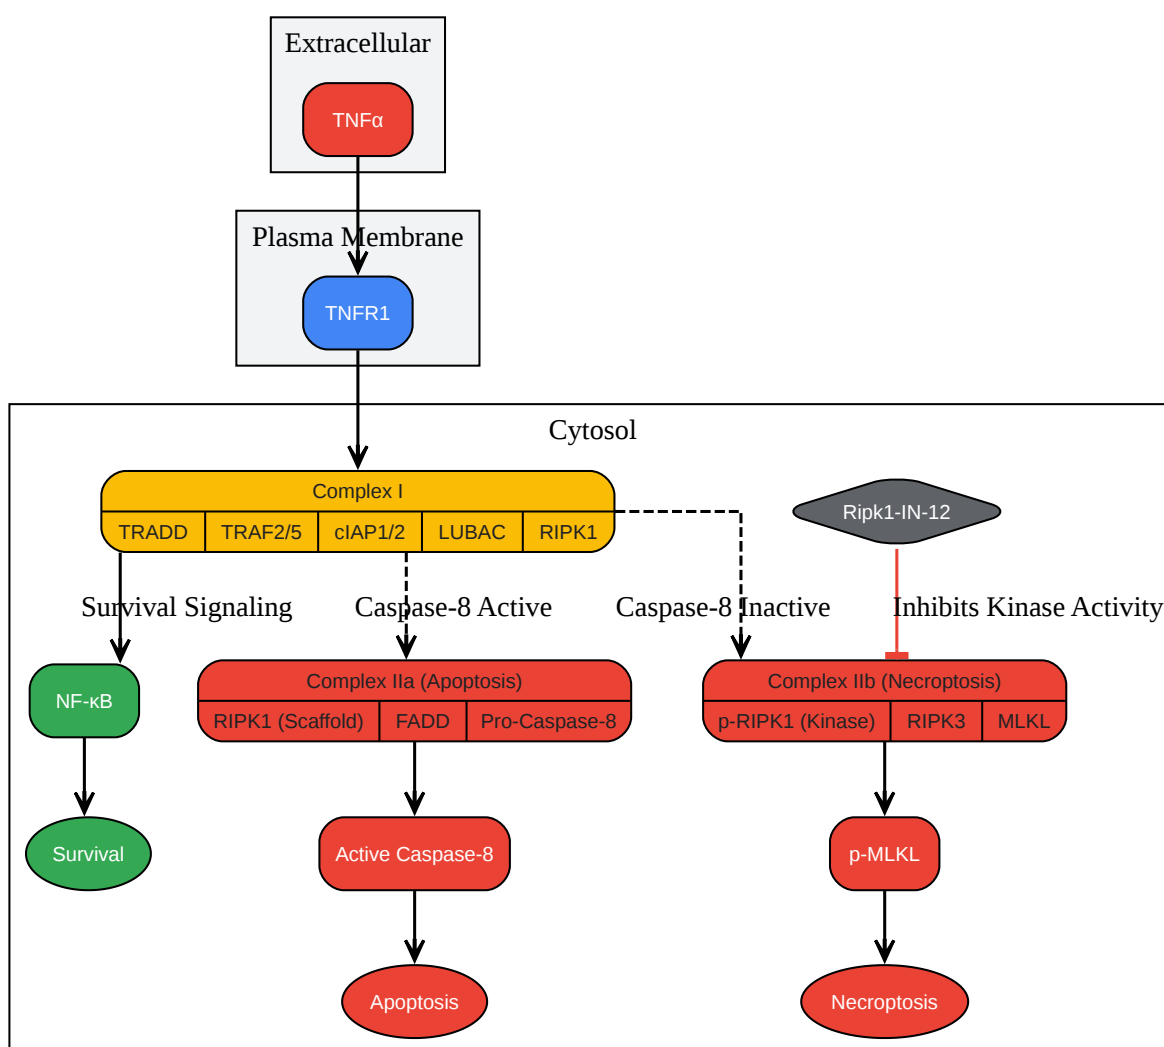 Extracellular
TNFα
Plasma Membrane
TNFR1
Cytosol
Complex I
TRADD
TRAF2/5
cIAP1/2
LUBAC
RIPK1
Ripk1-IN-12
Survival Signaling
Caspase-8 Active
Caspase-8 Inactive
Inhibits Kinase Activity
NF-κB
Complex IIa (Apoptosis)
RIPK1 (Scaffold)
FADD
Pro-Caspase-8
Complex IIb (Necroptosis)
p-RIPK1 (Kinase)
RIPK3
MLKL
Survival
Active Caspase-8
p-MLKL
Apoptosis
Necroptosis